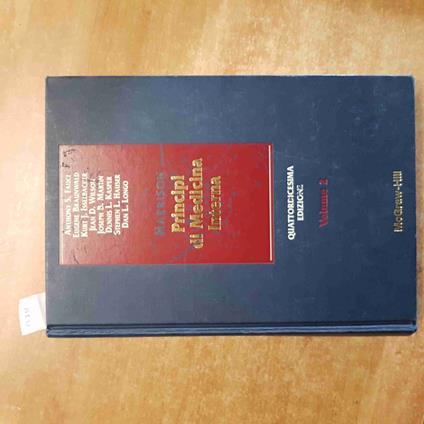 ANTHONY S. FAUCI
EUGENE BRAUNWALD
KURT J. ISSELBACHER
JEAN D. WILSON
JOSEPH B. MARTIN
DENNIS L. KASPER
STEPHEN L. HAUSER
DAN L. LONGO
HARRISON
Principi
di Medicina
Interna
QUATTORDICESIMA
EDIZIONE
Volume 2
McGraw-Hill